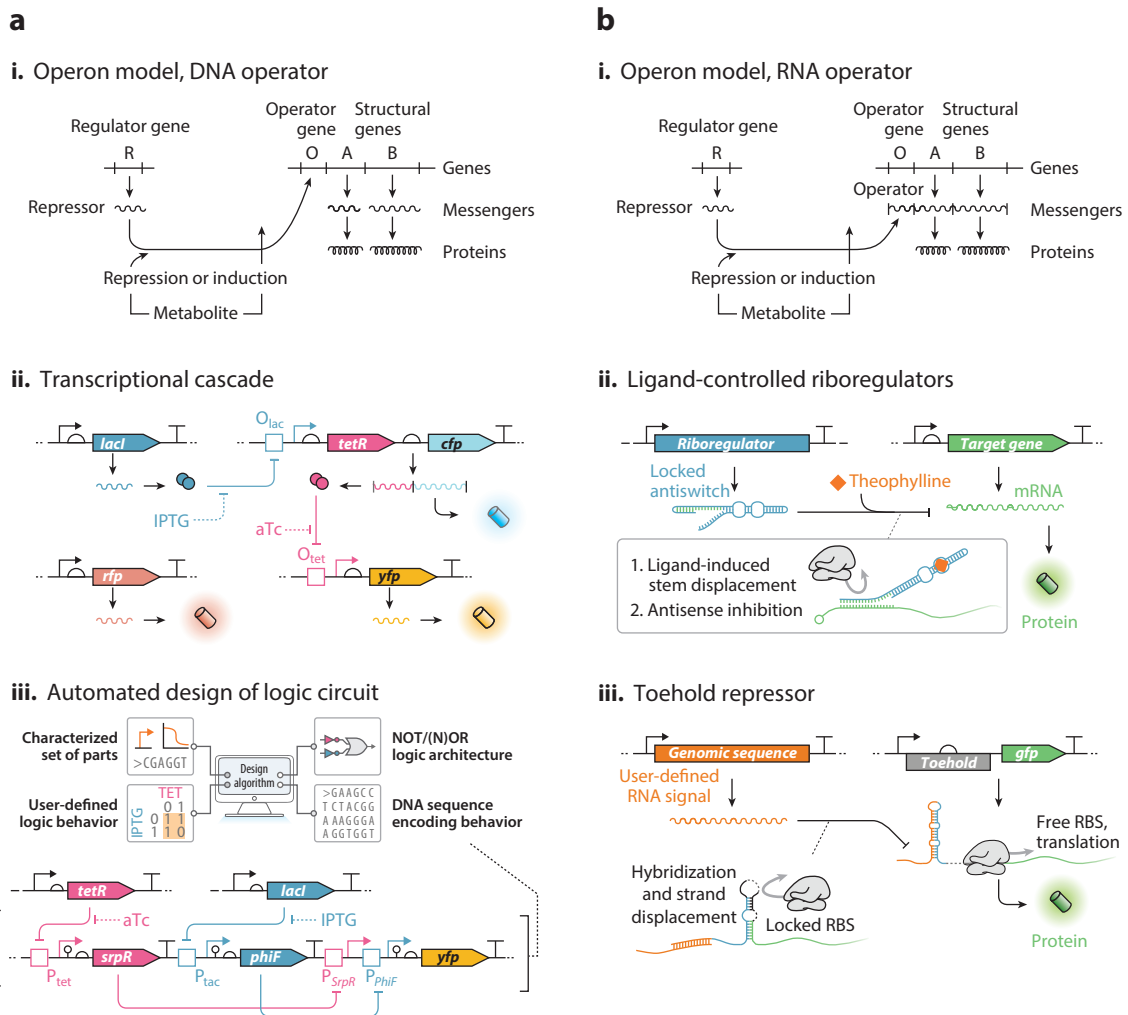 a
i. Operon model, DNA operator
Regulator gene
Operator
gene
Structural
genes
R
O
A
B
Genes
Repressor
Messengers
Proteins
Repression or induction
Metabolite
ii. Transcriptional cascade
lacI
Olac
tetR
cfp
IPTG
aTc
Otet
rfp
yfp
iii. Automated design of logic circuit
Characterized
set of parts
>CGAGGT
Design
algorithm
NOT/(N)OR
logic architecture
User-defined
logic behavior
TET
0 1
IPTG
0 1 1
1 1 0
>GAAGCC
TCTACGG
AAAGGGA
AGGTGGT
DNA sequence
encoding behavior
tetR
lacI
aTc
IPTG
srpR
phiF
yfp
Ptet
Ptac
PSrpR
PPhiF
b
i. Operon model, RNA operator
Regulator gene
Operator
gene
Structural
genes
R
O
A
B
Genes
Operator
Repressor
Messengers
Proteins
Repression or induction
Metabolite
ii. Ligand-controlled riboregulators
Riboregulator
Target gene
Locked
antiswitch
Theophylline
mRNA
1. Ligand-induced
stem displacement
2. Antisense inhibition
Protein
iii. Toehold repressor
Genomic sequence
Toehold
gfp
User-defined
RNA signal
Free RBS,
translation
Hybridization
and strand
displacement
Locked RBS
Protein